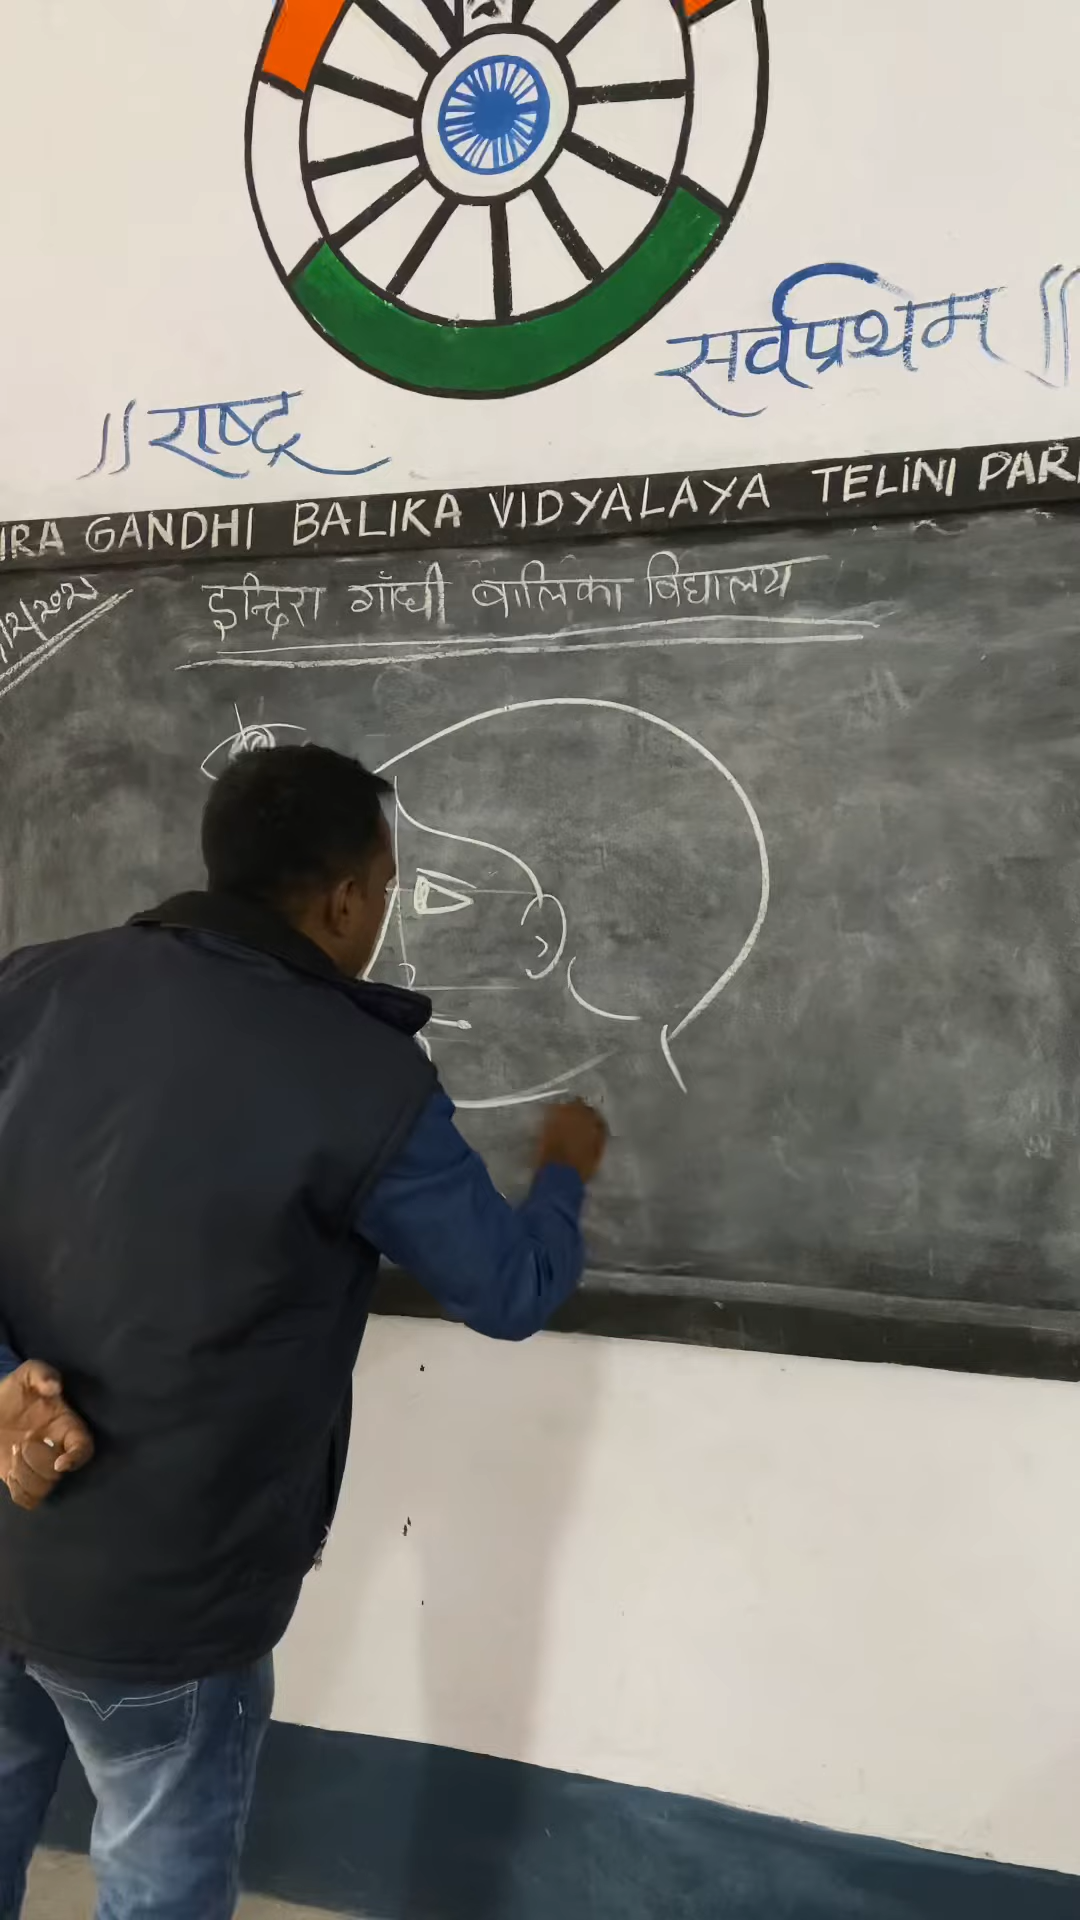 ॥ राष्ट्र सर्वप्रथम ॥
IRA GANDHI BALIKA VIDYALAYA TELINI PAR
इन्दिरा गाँधी बालिका विद्यालय